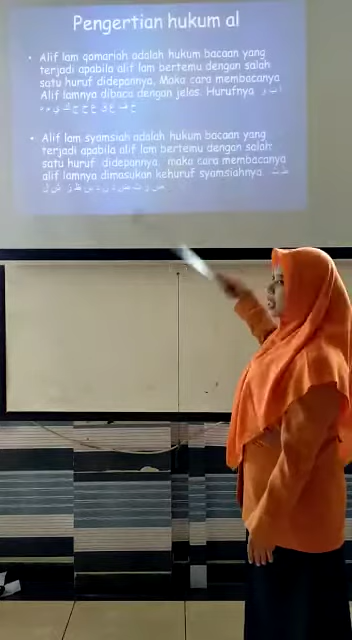 Pengertian hukum al
• Alif lam qomariah adalah hukum bacaan yang
terjadi apabila alif lam bertemu dengan salah
satu huruf didepannya. Maka cara membacanya
Alif lamnya dibaca dengan jelas. Hurufnya ا ب و
• Alif lam syamsiah adalah hukum bacaan yang
terjadi apabila alif lam bertemu dengan salah
satu huruf didepannya. maka cara membacanya
alif lamnya dimasukan kehuruf syamsiahnya.